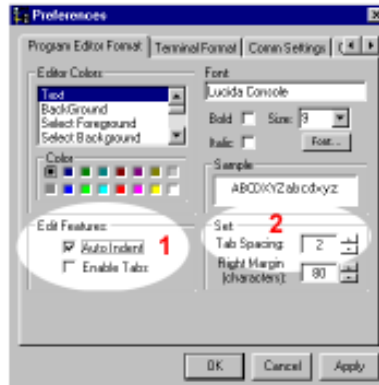 Preferences
Program Editor Format
Terminal Format
Comm Settings
Editor Colors
Text
BackGround
Select Foreground
Select Background
Color
Font
Lucida Console
Bold
Size:
9
Italic
Font...
Sample
ABCDXYZabcdxyz
Edit Features:
Auto Indent
1
Enable Tabs
Set
2
Tab Spacing:
2
Right Margin
(characters):
80
OK
Cancel
Apply